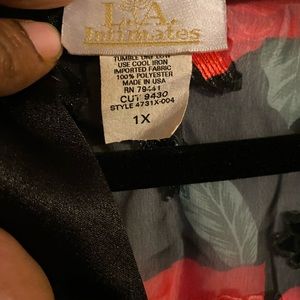 L.A.
Intimates
TUMBLE DRY LOW
USE COOL IRON
IMPORTED FABRIC
100% POLYESTER
MADE IN USA
RN 79441
CUT 9430
STYLE 4731X-004
1X